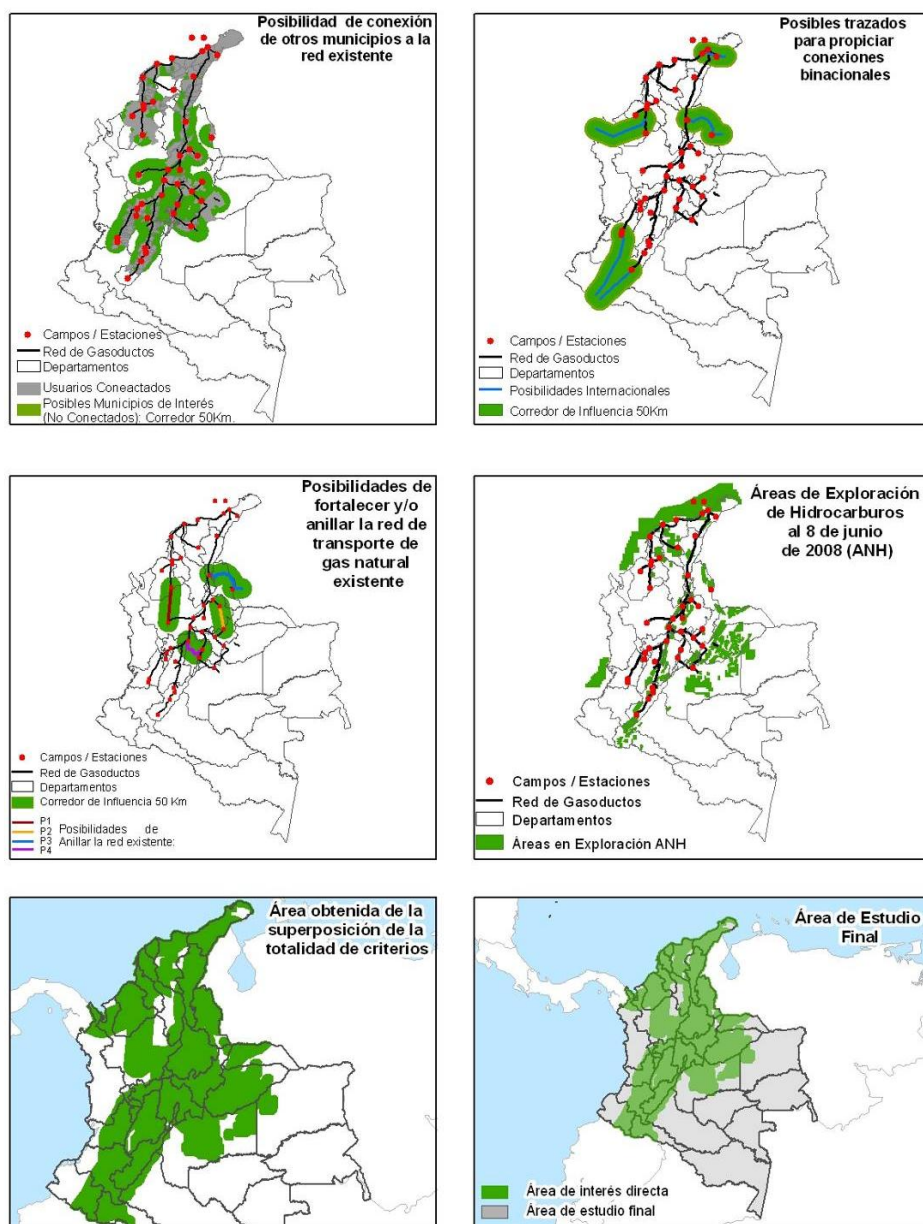 Posibilidad de conexión
de otros municipios a la
red existente
Campos / Estaciones
Red de Gasoductos
Departamentos
Usuarios Coneactados
Posibles Municipios de Interés
(No Conectados): Corredor 50Km.
Posibles trazados
para propiciar
conexiones
binacionales
Campos / Estaciones
Red de Gasoductos
Departamentos
Posibilidades Internacionales
Corredor de Influencia 50Km
Posibilidades de
fortalecer y/o
anillar la red de
transporte de
gas natural
existente
Campos / Estaciones
Red de Gasoductos
Departamentos
Corredor de Influencia 50 Km
P1
P2 Posibilidades de
P3 Anillar la red existente:
P4
Áreas de Exploración
de Hidrocarburos
al 8 de junio
de 2008 (ANH)
Campos / Estaciones
Red de Gasoductos
Departamentos
Áreas en Exploración ANH
Área obtenida de la
superposición de la
totalidad de criterios
Área de Estudio
Final
Área de interés directa
Área de estudio final